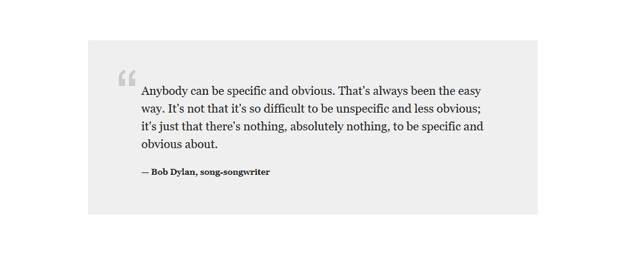 “
Anybody can be specific and obvious. That's always been the easy
way. It's not that it's so difficult to be unspecific and less obvious;
it's just that there's nothing, absolutely nothing, to be specific and
obvious about.
— Bob Dylan, song-songwriter